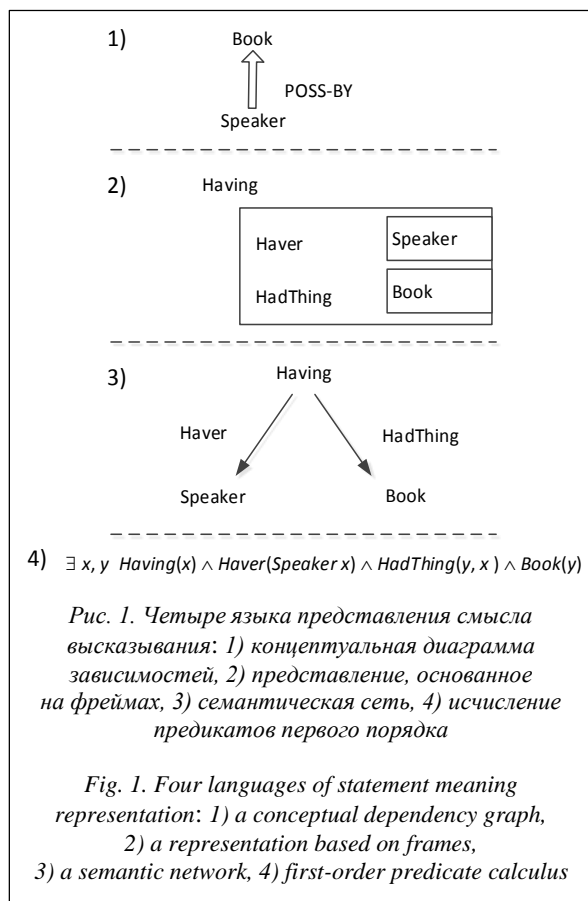 1)
Book
POSS-BY
Speaker
2)
Having
Haver
Speaker
HadThing
Book
3)
Having
Haver
HadThing
Speaker
Book
4) ∃ x, y Having(x) ∧ Haver(Speaker x) ∧ HadThing(y, x ) ∧ Book(y)
Рис. 1. Четыре языка представления смысла
высказывания: 1) концептуальная диаграмма
зависимостей, 2) представление, основанное
на фреймах, 3) семантическая сеть, 4) исчисление
предикатов первого порядка
Fig. 1. Four languages of statement meaning
representation: 1) a conceptual dependency graph,
2) a representation based on frames,
3) a semantic network, 4) first-order predicate calculus